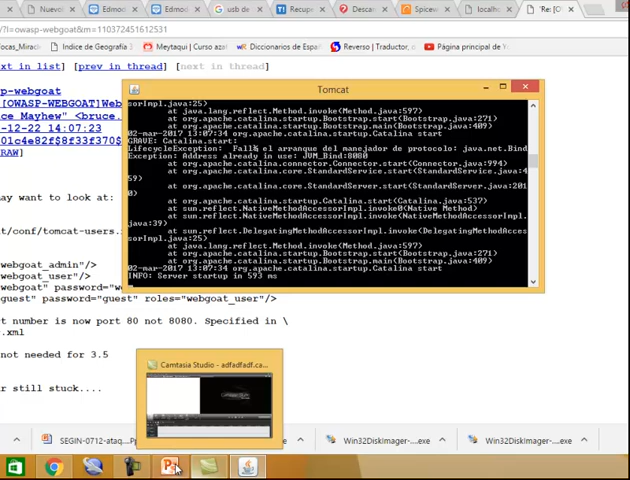 Nuevo
Edmod
Edmod
usb de
Recupe
Descar
Spicew
localho
'Re: [O
?l=owasp-webgoat&m=110372451612531
Índice de Geografía
Meytaqui / Curso azaf
Diccionarios de Españ
Reverso / Traductor, d
Página principal de Yo
xt in list] [prev in thread] [next in thread]
sp-webgoat
[OWASP-WEBGOAT]Web
ce Mayhew" <bruce.
-12-22 14:07:23
RAW]
may want to look at:
t/conf/tomcat-users.
webgoat_admin"/>
webgoat_user"/>
webgoat" password="
guest" password="guest" roles="webgoat_user"/>
t number is now port 80 not 8080. Specified in \
c.xml
not needed for 3.5
r still stuck....
Tomcat
sorImpl.java:25)
at java.lang.reflect.Method.invoke(Method.java:597)
at org.apache.catalina.startup.Bootstrap.start(Bootstrap.java:271)
at org.apache.catalina.startup.Bootstrap.main(Bootstrap.java:409)
02-mar-2017 13:07:34 org.apache.catalina.startup.Catalina start
GRAVE: Catalina.start:
LifecycleException: Falló el arranque del manejador de protocolo: java.net.Bind
Exception: Address already in use: JVM_Bind:8080
at org.apache.catalina.connector.Connector.start(Connector.java:994)
at org.apache.catalina.core.StandardService.start(StandardService.java:4
59)
at org.apache.catalina.core.StandardServer.start(StandardServer.java:201
0)
at org.apache.catalina.startup.Catalina.start(Catalina.java:537)
at sun.reflect.NativeMethodAccessorImpl.invoke0(Native Method)
at sun.reflect.NativeMethodAccessorImpl.invoke(NativeMethodAccessorImpl.
java:39)
at sun.reflect.DelegatingMethodAccessorImpl.invoke(DelegatingMethodAcces
sorImpl.java:25)
at java.lang.reflect.Method.invoke(Method.java:597)
at org.apache.catalina.startup.Bootstrap.start(Bootstrap.java:271)
at org.apache.catalina.startup.Bootstrap.main(Bootstrap.java:409)
02-mar-2017 13:07:34 org.apache.catalina.startup.Catalina start
INFO: Server startup in 593 ms
Camtasia Studio - adfadfadf.ca...
SEGIN-0712-ataq....P
Win32DiskImager-....exe
Win32DiskImager-....exe